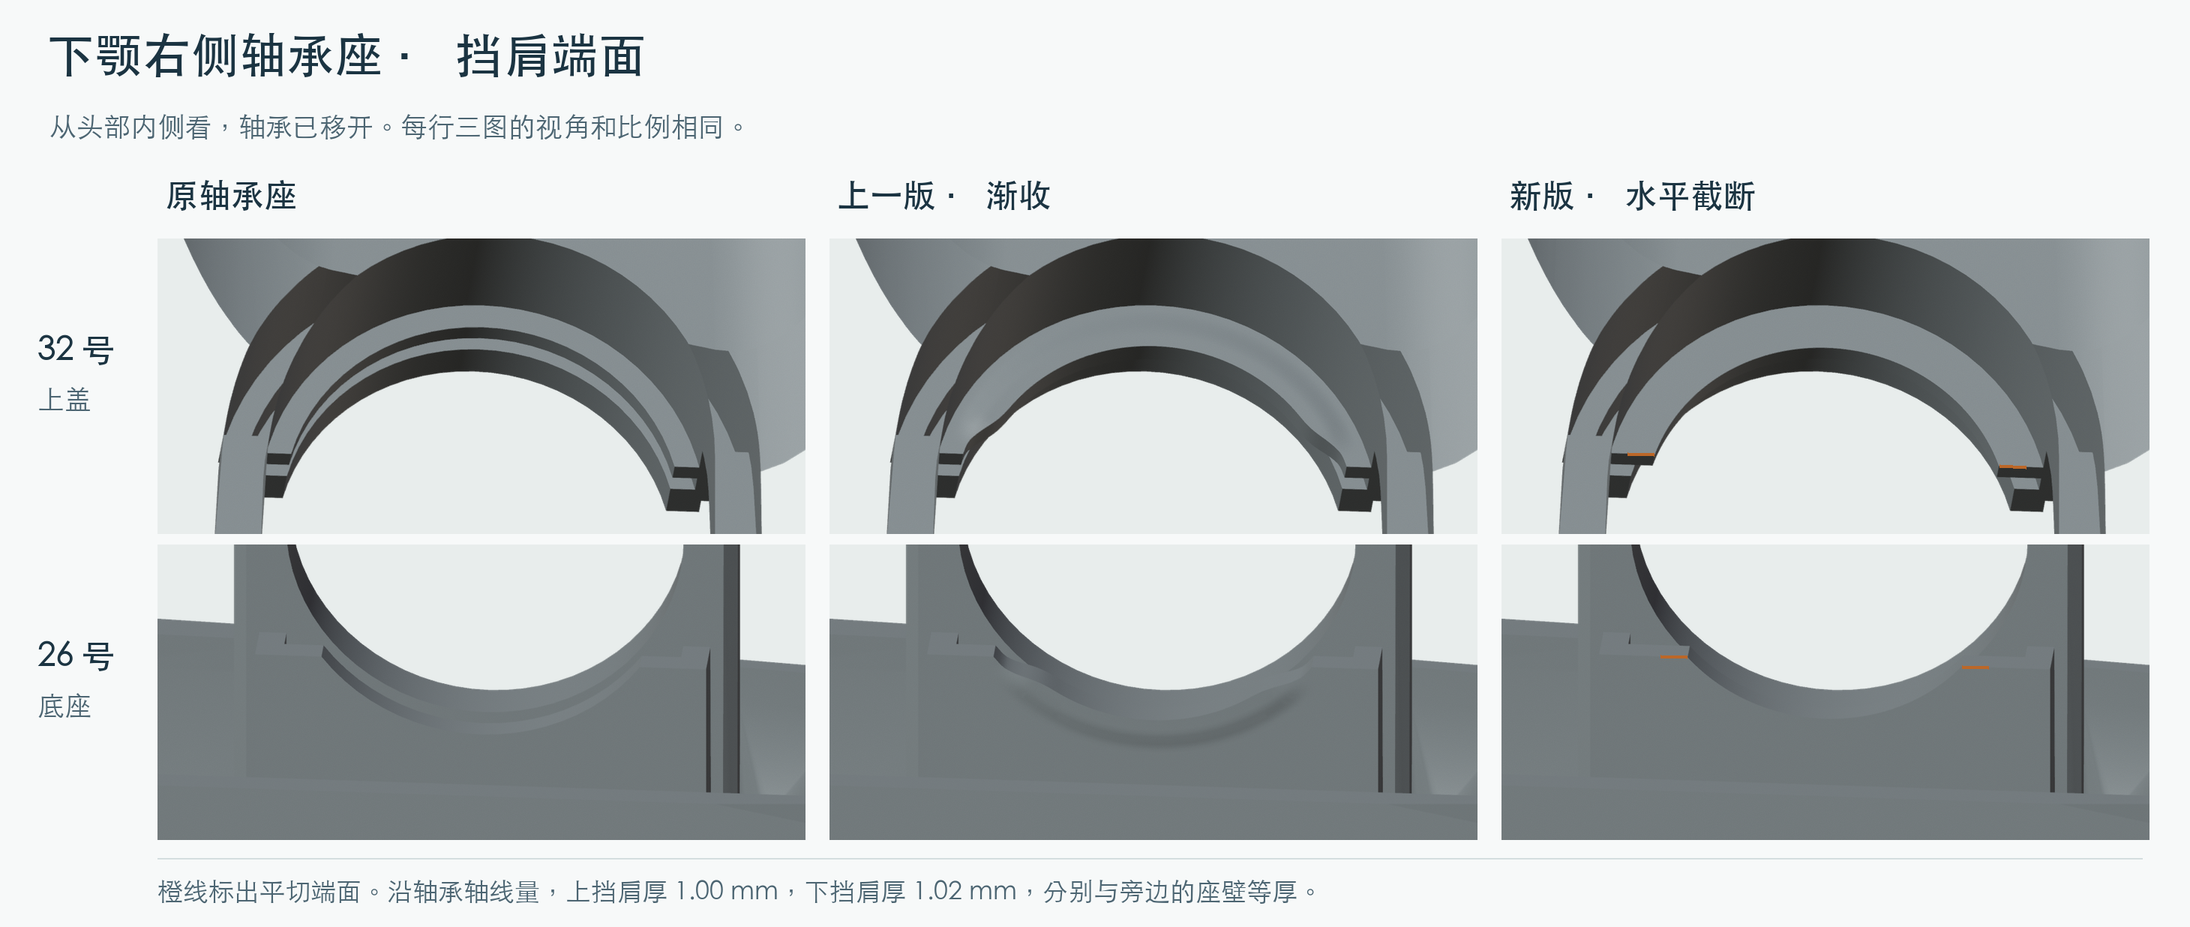 下颚右侧轴承座 · 挡肩端面
从头部内侧看，轴承已移开。每行三图的视角和比例相同。
原轴承座
上一版 · 渐收
新版 · 水平截断
32 号
上盖
26 号
底座
橙线标出平切端面。沿轴承轴线量，上挡肩厚 1.00 mm，下挡肩厚 1.02 mm，分别与旁边的座壁等厚。